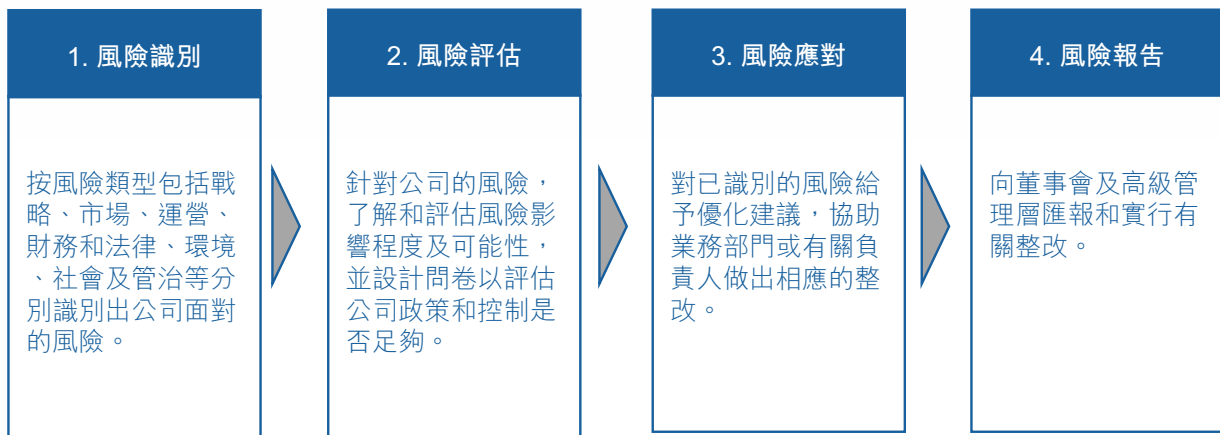 1. 風險識別
按風險類型包括戰
略、市場、運營、
財務和法律、環境
、社會及管治等分
別識別出公司面對
的風險。
2. 風險評估
針對公司的風險，
了解和評估風險影
響程度及可能性，
並設計問卷以評估
公司政策和控制是
否足夠。
3. 風險應對
對已識別的風險給
予優化建議，協助
業務部門或有關負
責人做出相應的整
改。
4. 風險報告
向董事會及高級管
理層匯報和實行有
關整改。